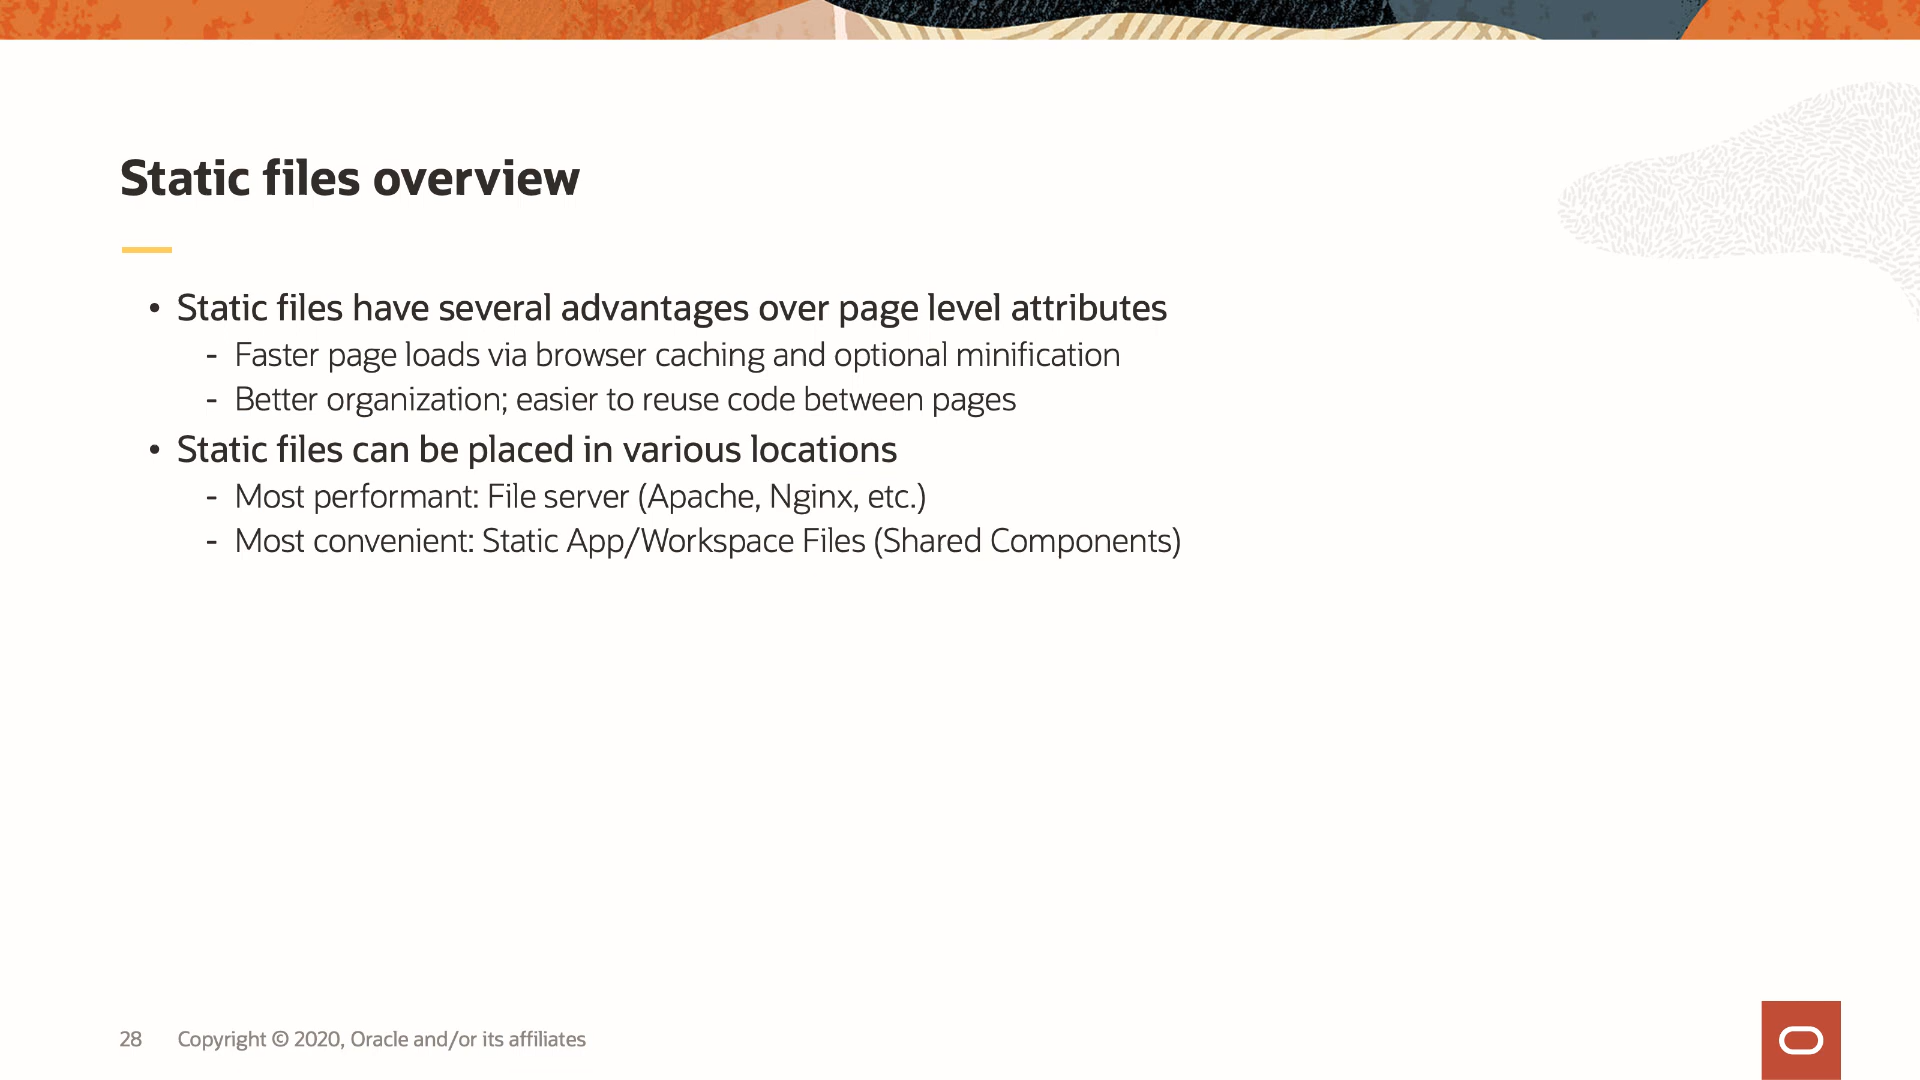 Static files overview
• Static files have several advantages over page level attributes
- Faster page loads via browser caching and optional minification
- Better organization; easier to reuse code between pages
• Static files can be placed in various locations
- Most performant: File server (Apache, Nginx, etc.)
- Most convenient: Static App/Workspace Files (Shared Components)
28 Copyright © 2020, Oracle and/or its affiliates